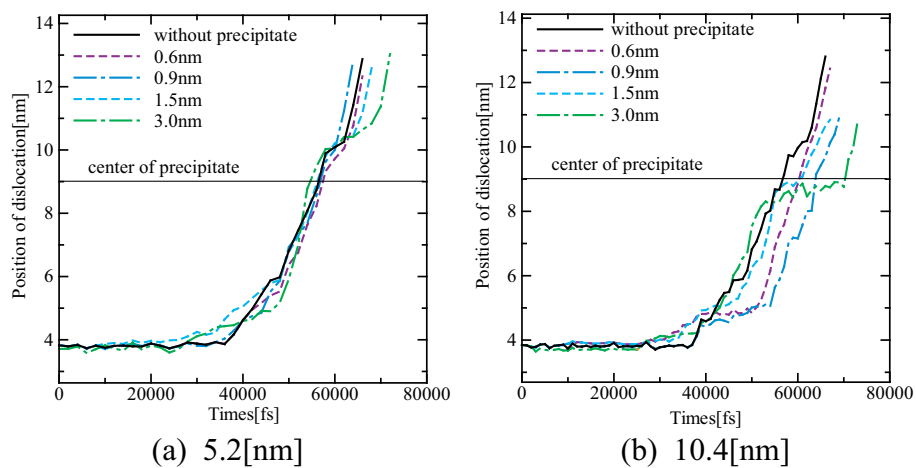 14
12
10
8
6
4
Position of dislocation[nm]
without precipitate
0.6nm
0.9nm
1.5nm
3.0nm
center of precipitate
0 20000 40000 60000 80000
Times[fs]
(a) 5.2[nm]
14
12
10
8
6
4
Position of dislocation[nm]
without precipitate
0.6nm
0.9nm
1.5nm
3.0nm
center of precipitate
0 20000 40000 60000 80000
Times[fs]
(b) 10.4[nm]